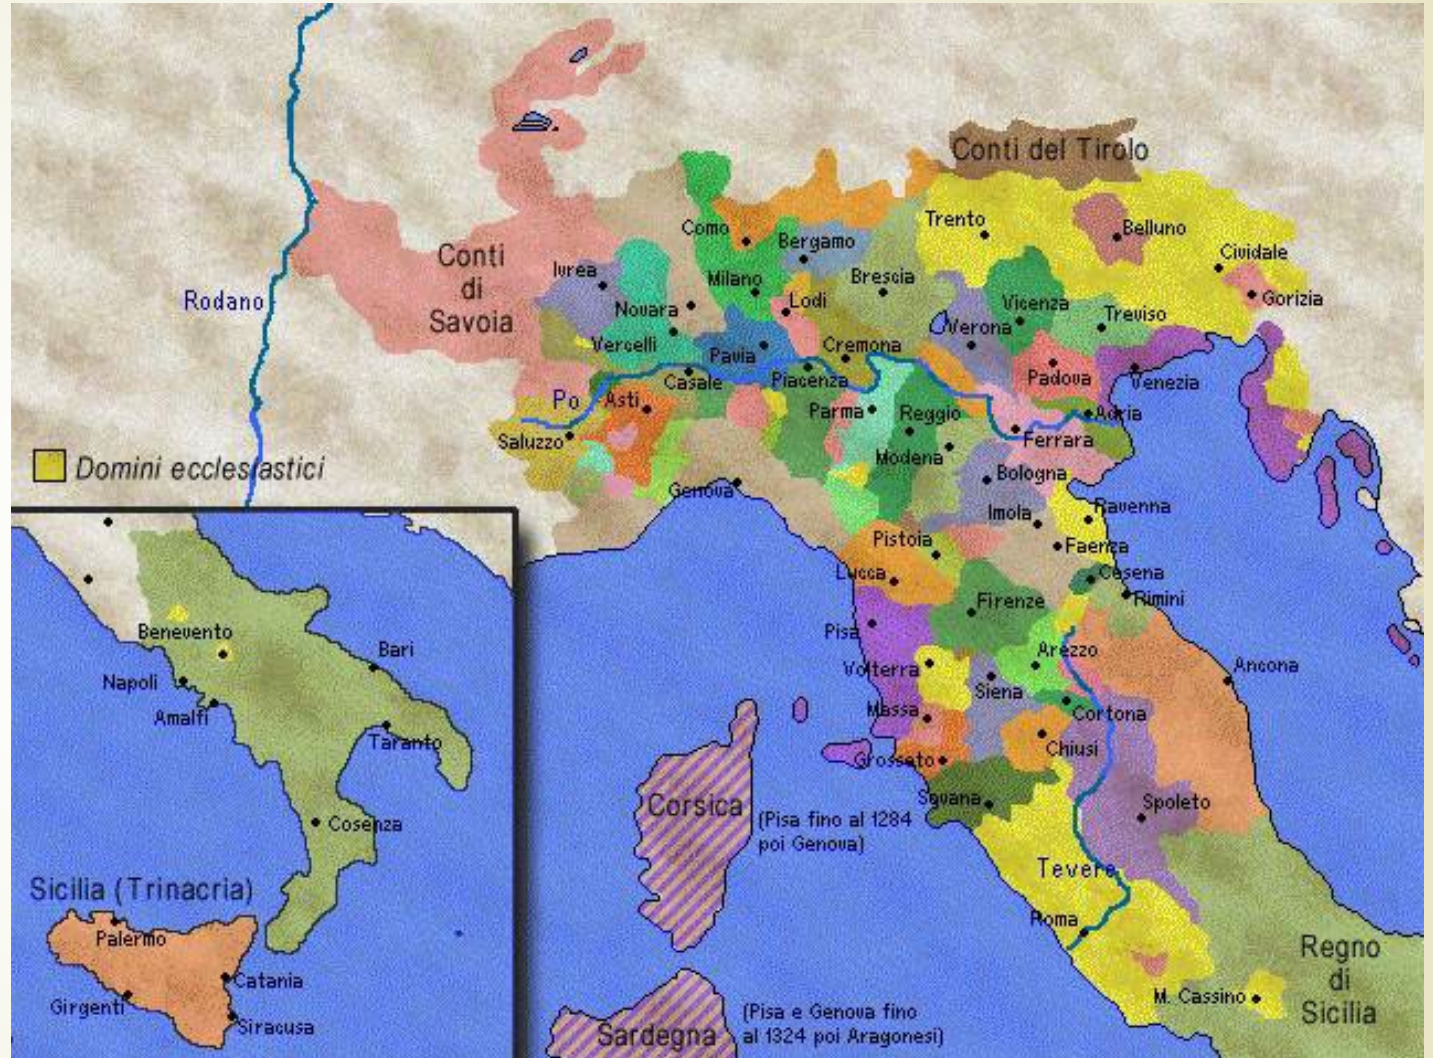 Conti del Tirolo
Trento
Belluno
Como
Bergamo
Cividale
Conti
di
Savoia
Ivrea
Milano
Brescia
Gorizia
Rodano
Novara
Lodi
Vicenza
Treviso
Verona
Vercelli
Pavia
Cremona
Padova
Venezia
Casale
Piacenza
Po
Asti
Parma
Reggio
Adria
Saluzzo
Ferrara
Modena
Domini ecclesiastici
Bologna
Genova
Imola
Ravenna
Pistoia
Faenza
Lucca
Cesena
Firenze
Rimini
Pisa
Benevento
Bari
Arezzo
Volterra
Ancona
Napoli
Siena
Amalfi
Massa
Cortona
Taranto
Chiusi
Grosseto
Sovana
Spoleto
Corsica
(Pisa fino al 1284
poi Genova)
Cosenza
Tevere
Sicilia (Trinacria)
Roma
Palermo
Regno
di
Sicilia
Catania
M. Cassino
Girgenti
Siracusa
Sardegna
(Pisa e Genova fino
al 1324 poi Aragonesi)